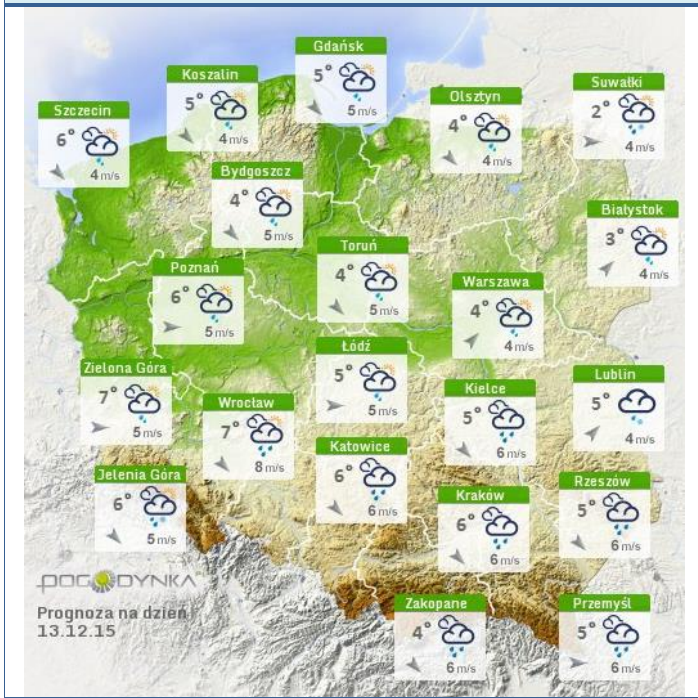 Gdańsk
5°
5 m/s
Koszalin
5°
4 m/s
Suwałki
2°
4 m/s
Olsztyn
4°
4 m/s
Szczecin
6°
4 m/s
Bydgoszcz
4°
5 m/s
Białystok
3°
4 m/s
Toruń
4°
5 m/s
Poznań
6°
5 m/s
Warszawa
4°
4 m/s
Łódź
5°
5 m/s
Zielona Góra
7°
5 m/s
Lublin
5°
4 m/s
Kielce
5°
6 m/s
Wrocław
7°
8 m/s
Katowice
6°
6 m/s
Jelenia Góra
6°
5 m/s
Rzeszów
5°
6 m/s
Kraków
6°
6 m/s
POGODYNKA
Prognoza na dzień
13.12.15
Zakopane
4°
6 m/s
Przemyśl
5°
6 m/s